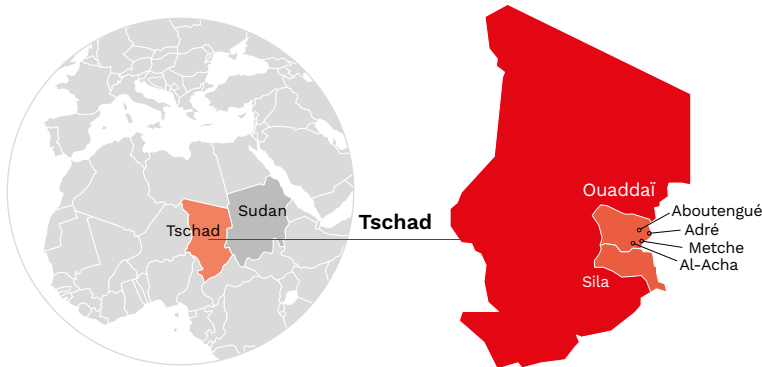 Sudan
Tschad
Tschad
Ouaddaï
Aboutengué
Adré
Metche
Al-Acha
Sila